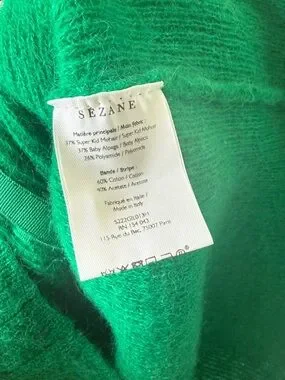 SEZANE
Matière principale / Main fabric :
37% Super Kid Mohair / Super Kid Mohair
37% Baby Alpaga / Baby Alpaca
26% Polyamide / Polyamide
Bande / Stripe :
60% Coton / Cotton
40% Acétate / Acetate
Fabriqué en Italie /
Made in Italy
RN 154 043
115 Rue du Bac, 75007 Paris